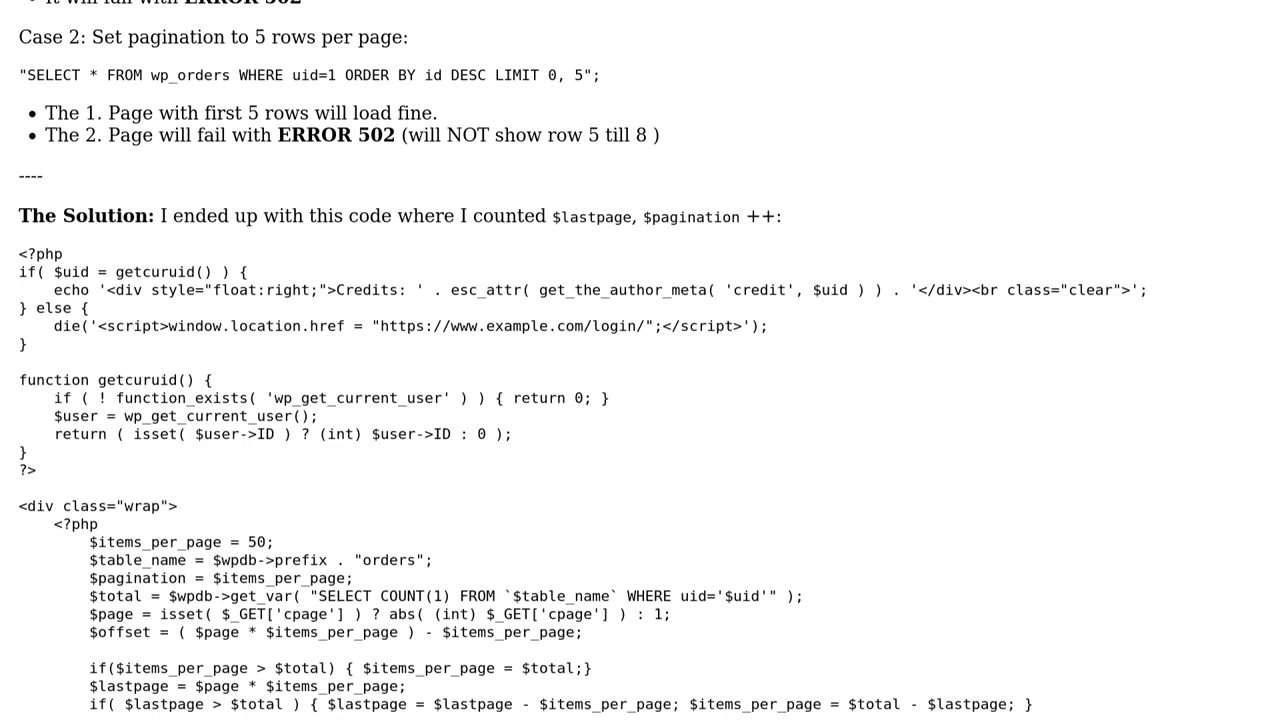 It will fail with ERROR 502
Case 2: Set pagination to 5 rows per page:
"SELECT * FROM wp_orders WHERE uid=1 ORDER BY id DESC LIMIT 0, 5";
• The 1. Page with first 5 rows will load fine.
• The 2. Page will fail with ERROR 502 (will NOT show row 5 till 8 )
----
The Solution: I ended up with this code where I counted $lastpage, $pagination ++:
<?php
if( $uid = getcuruid() ) {
    echo '<div style="float:right;">Credits: ' . esc_attr( get_the_author_meta( 'credit', $uid ) ) . '</div><br class="clear">';
} else {
    die('<script>window.location.href = "https://www.example.com/login/";</script>');
}
function getcuruid() {
    if ( ! function_exists( 'wp_get_current_user' ) ) { return 0; }
    $user = wp_get_current_user();
    return ( isset( $user->ID ) ? (int) $user->ID : 0 );
}
?>
<div class="wrap">
    <?php
        $items_per_page = 50;
        $table_name = $wpdb->prefix . "orders";
        $pagination = $items_per_page;
        $total = $wpdb->get_var( "SELECT COUNT(1) FROM `$table_name` WHERE uid='$uid'" );
        $page = isset( $_GET['cpage'] ) ? abs( (int) $_GET['cpage'] ) : 1;
        $offset = ( $page * $items_per_page ) - $items_per_page;
        if($items_per_page > $total) { $items_per_page = $total;}
        $lastpage = $page * $items_per_page;
        if( $lastpage > $total ) { $lastpage = $lastpage - $items_per_page; $items_per_page = $total - $lastpage; }